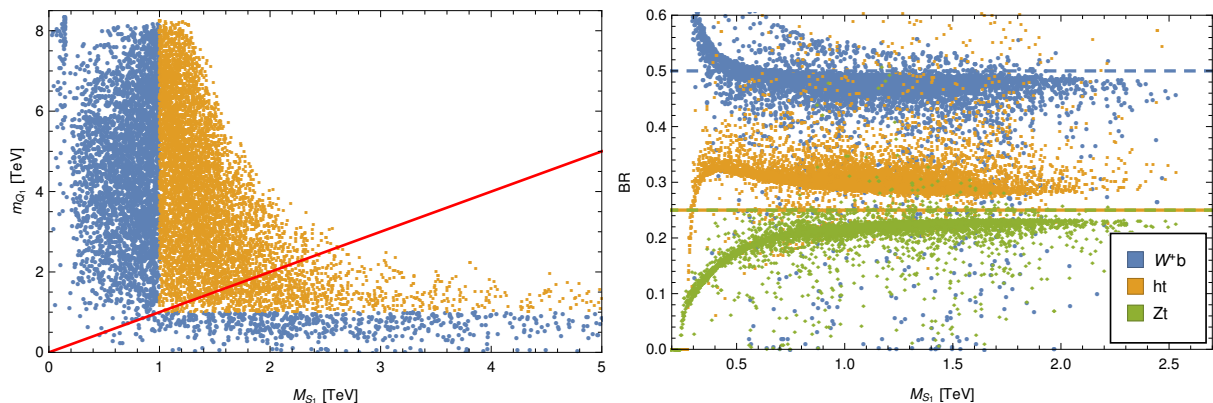 8
6
4
2
0
m_{Q_1} [TeV]
0 1 2 3 4 5
M_{S_1} [TeV]
0.6
0.5
0.4
0.3
0.2
0.1
0.0
BR
0.5 1.0 1.5 2.0 2.5
M_{S_1} [TeV]
W⁺b
ht
Zt